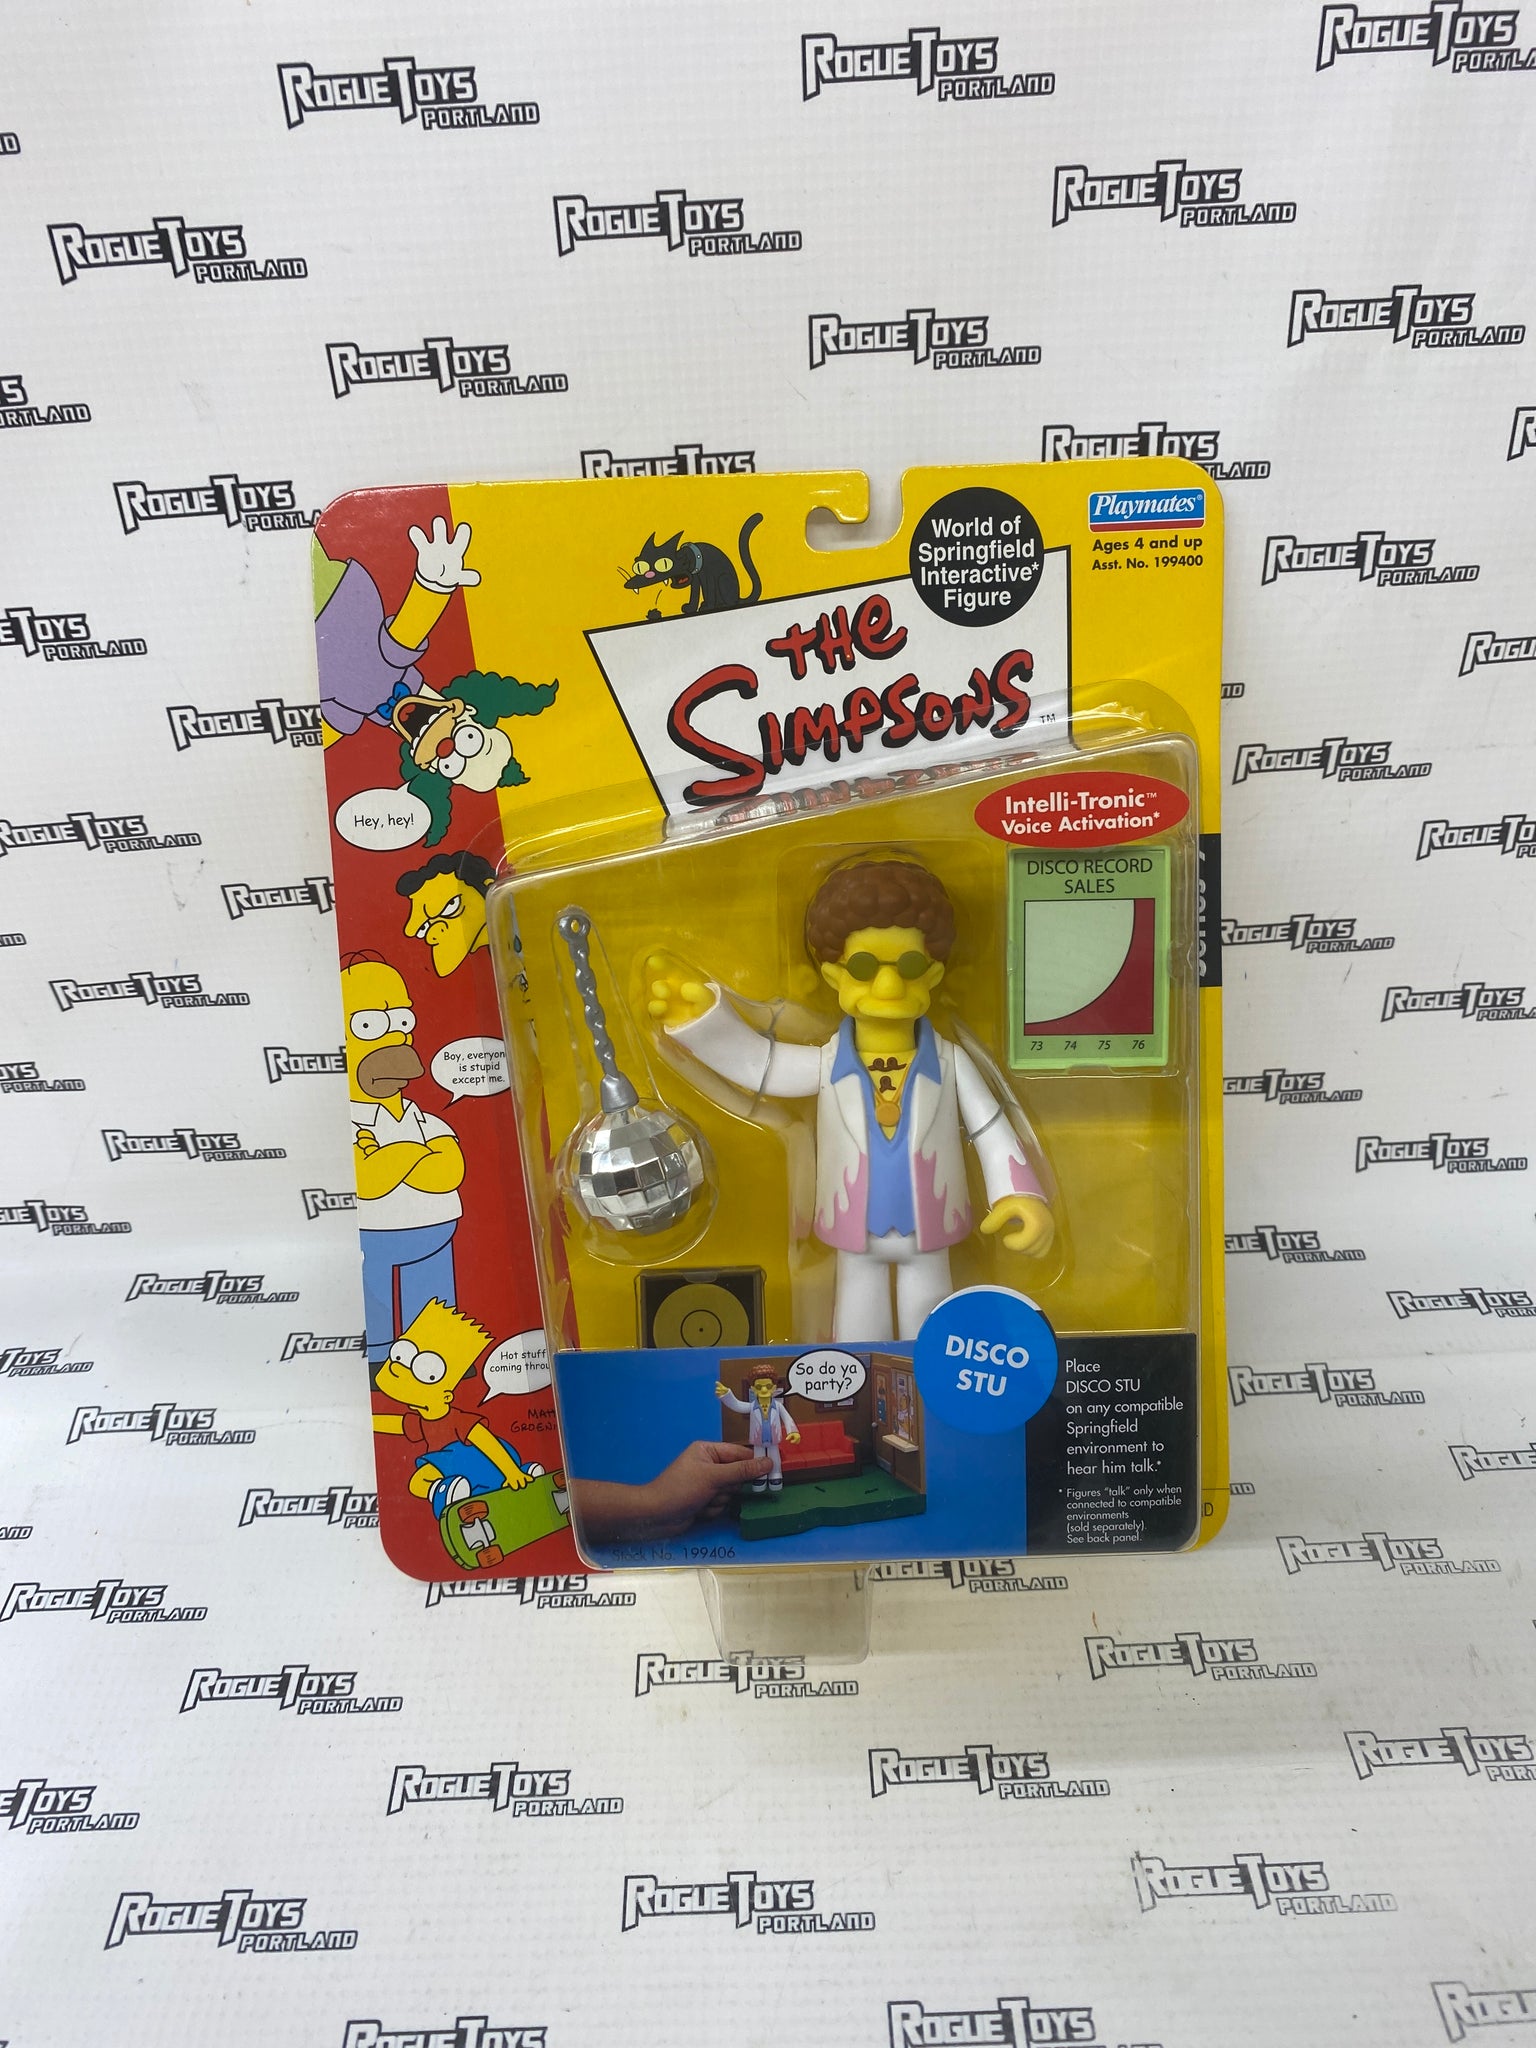 ROGUE TOYS
PORTLAND
World of
Springfield
Interactive*
Figure
Playmates®
Ages 4 and up
Asst. No. 199400
THE
SIMPSONS
TM
Hey, hey!
Intelli-Tronic™
Voice Activation*
DISCO RECORD
SALES
73 74 75 76
Boy, everyon
is stupid
except me.
Hot stuff
coming throu
MATT
GROENI
So do ya
party?
DISCO
STU
Place
DISCO STU
on any compatible
Springfield
environment to
hear him talk.*
* Figures "talk" only when
connected to compatible
environments
(sold separately).
See back panel.
Stock No. 199406